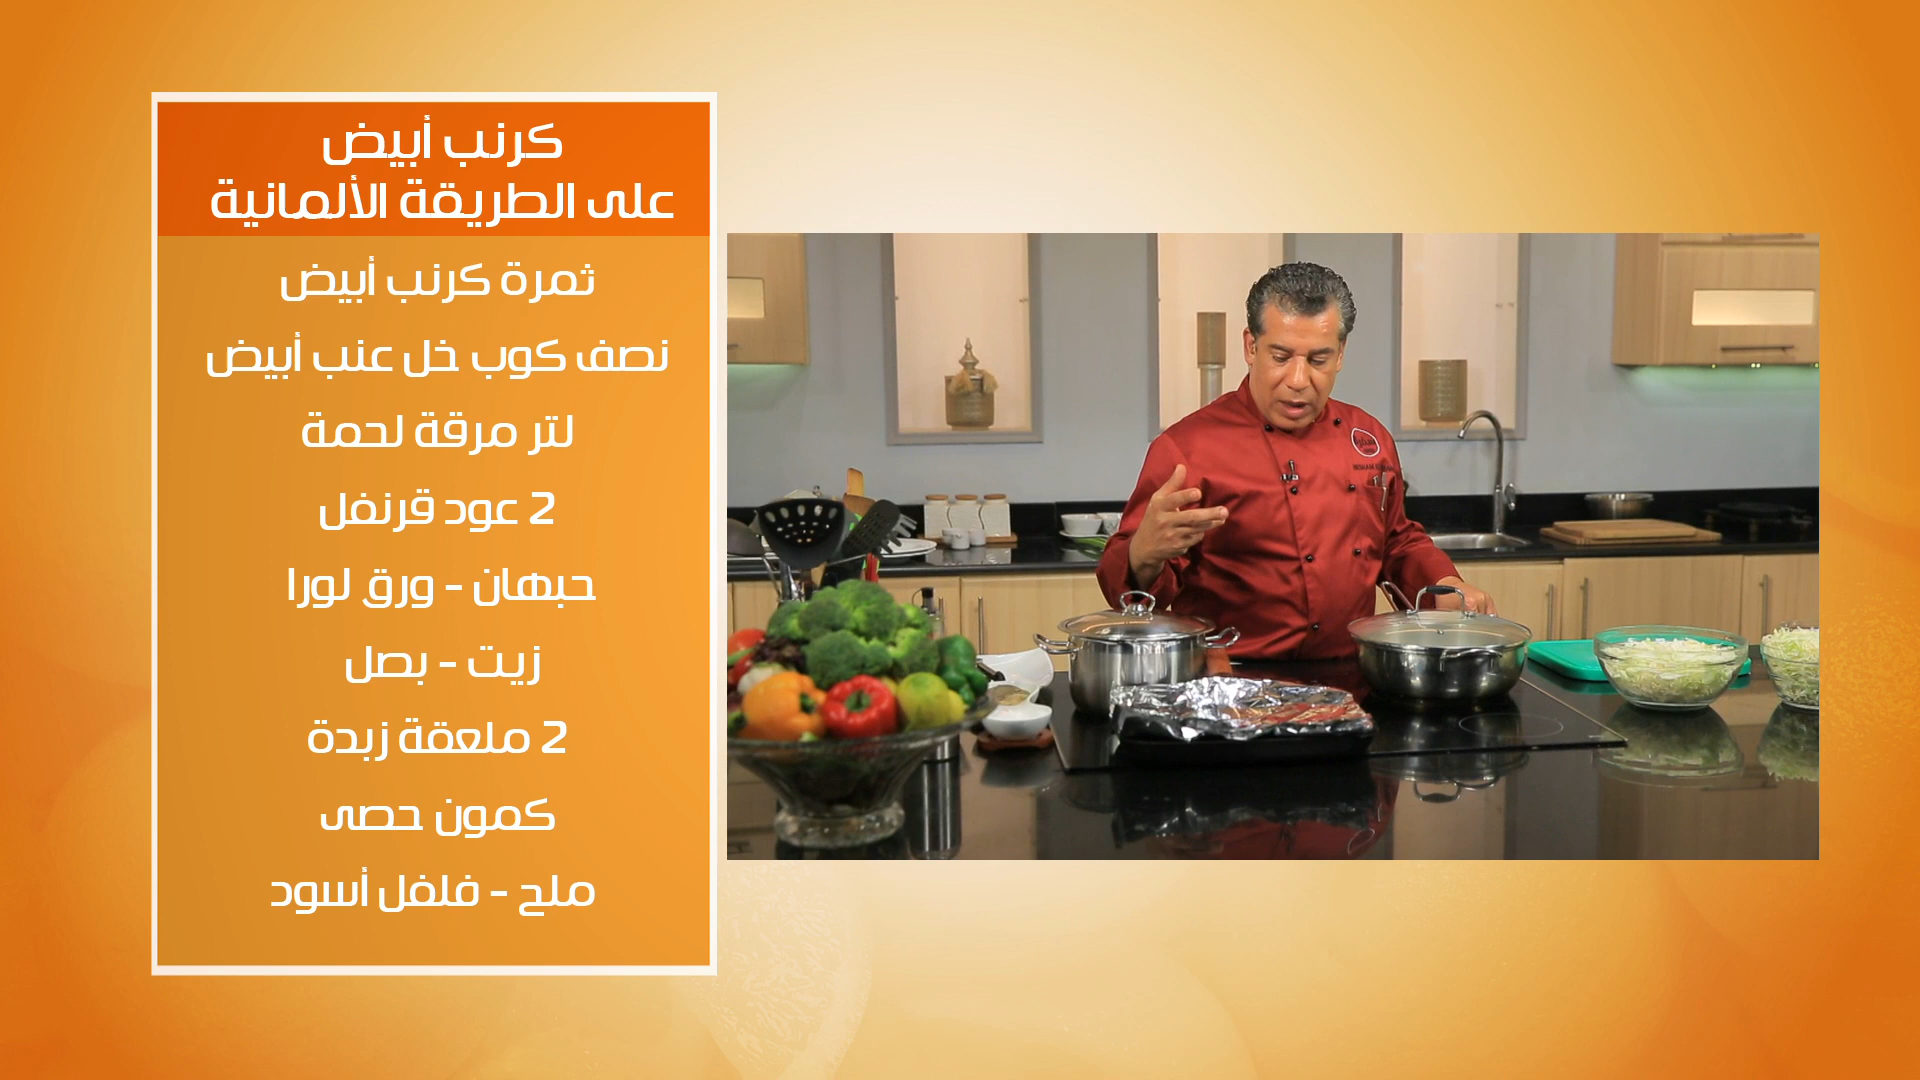 كرنب أبيض
على الطريقة الألمانية
ثمرة كرنب أبيض
نصف كوب خل عنب أبيض
لتر مرقة لحمة
2 عود قرنفل
حبهان - ورق لورا
زيت - بصل
2 ملعقة زبدة
كمون حصى
ملح - فلفل أسود